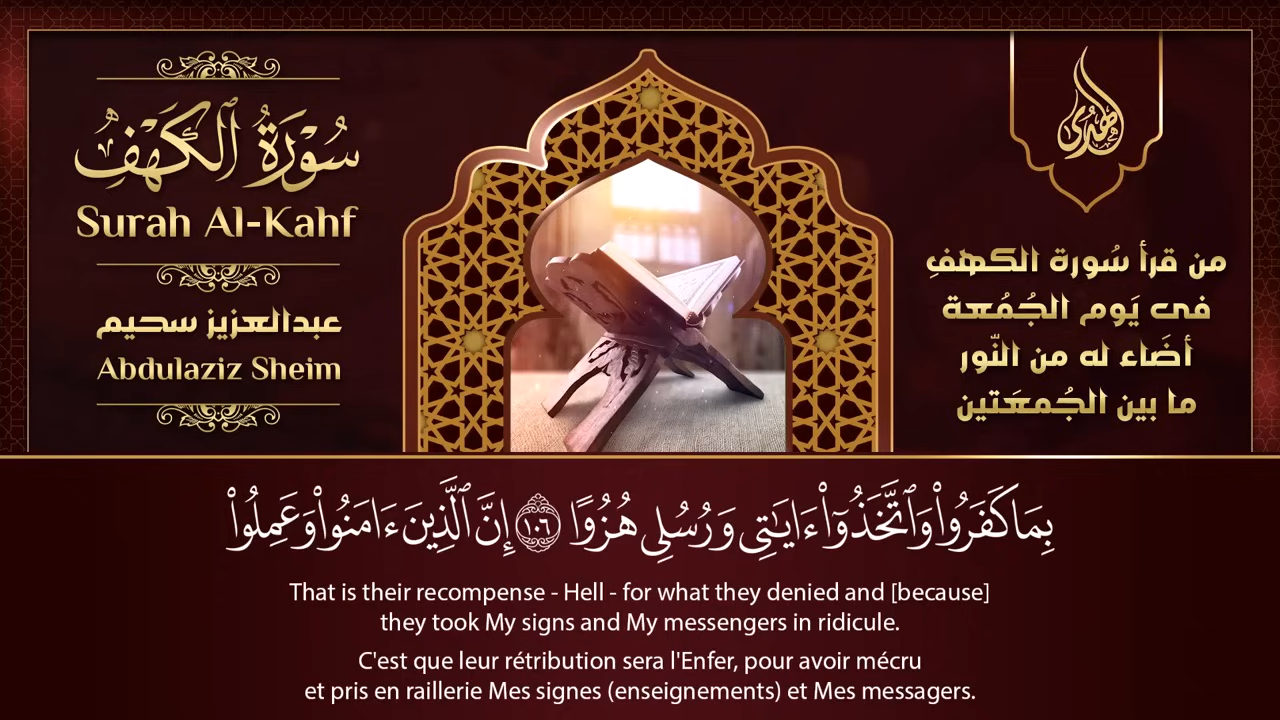 سُورَةُ ٱلْكَهْفِ
Surah Al-Kahf
عبدالعزيز سحيم
Abdulaziz Sheim
الهدى
من قرأ سُورة الكهفِ
فى يَوم الجُمُعة
أضَاء له من النّور
ما بين الجُمعَتين
بِمَا كَفَرُوا۟ وَٱتَّخَذُوٓا۟ ءَايَـٰتِى وَرُسُلِى هُزُوًا ١٠٦ إِنَّ ٱلَّذِينَ ءَامَنُوا۟ وَعَمِلُوا۟
That is their recompense - Hell - for what they denied and [because]
they took My signs and My messengers in ridicule.
C'est que leur rétribution sera l'Enfer, pour avoir mécru
et pris en raillerie Mes signes (enseignements) et Mes messagers.